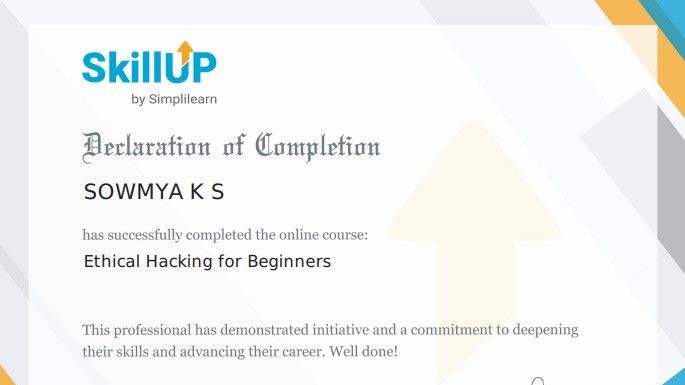 SkillUP
by Simplilearn
Declaration of Completion
SOWMYA K S
has successfully completed the online course:
Ethical Hacking for Beginners
This professional has demonstrated initiative and a commitment to deepening
their skills and advancing their career. Well done!